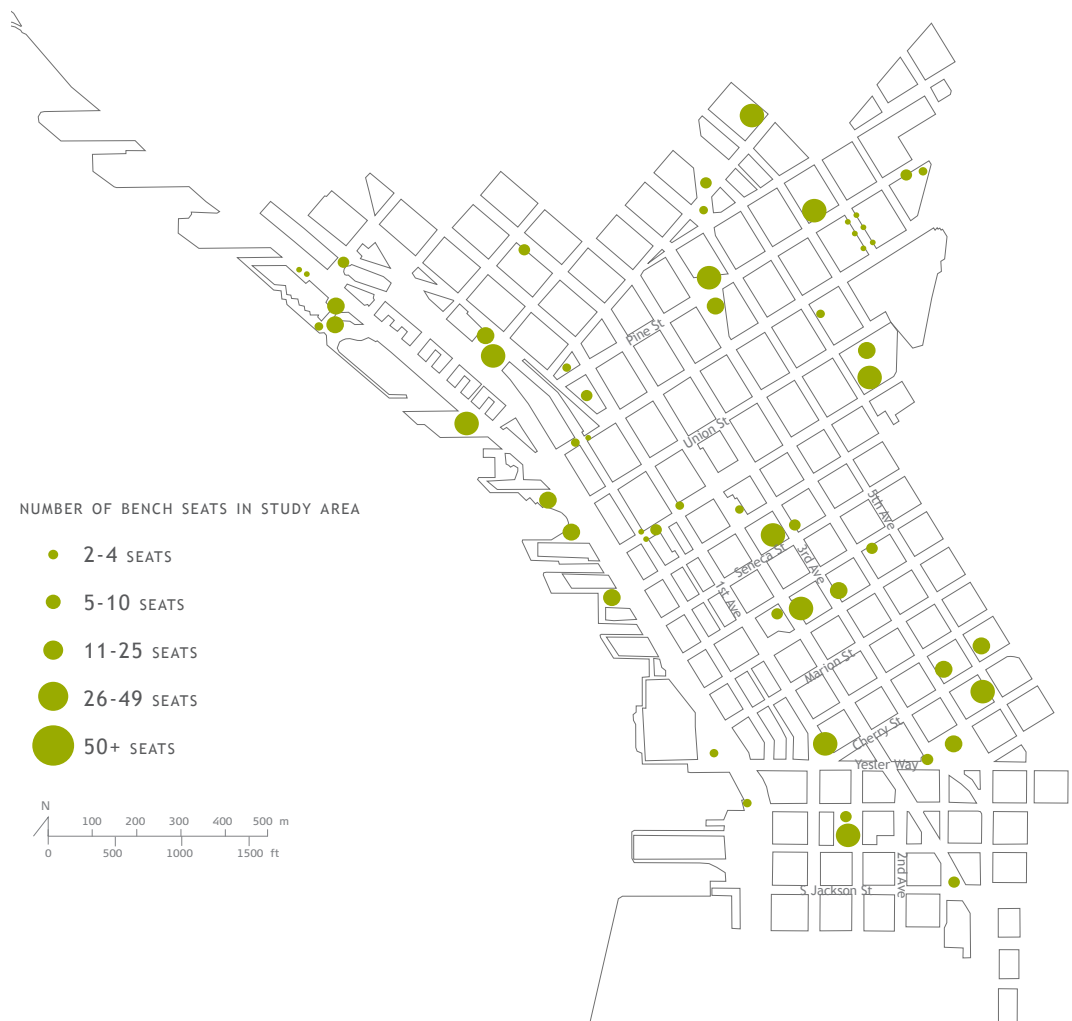 Pine St
Union St
5th Ave
Seneca St
3rd Ave
1st Ave
Marion St
Cherry St
Yesler Way
2nd Ave
S Jackson St
NUMBER OF BENCH SEATS IN STUDY AREA
2-4 SEATS
5-10 SEATS
11-25 SEATS
26-49 SEATS
50+ SEATS
N
100 200 300 400 500 m
0 500 1000 1500 ft